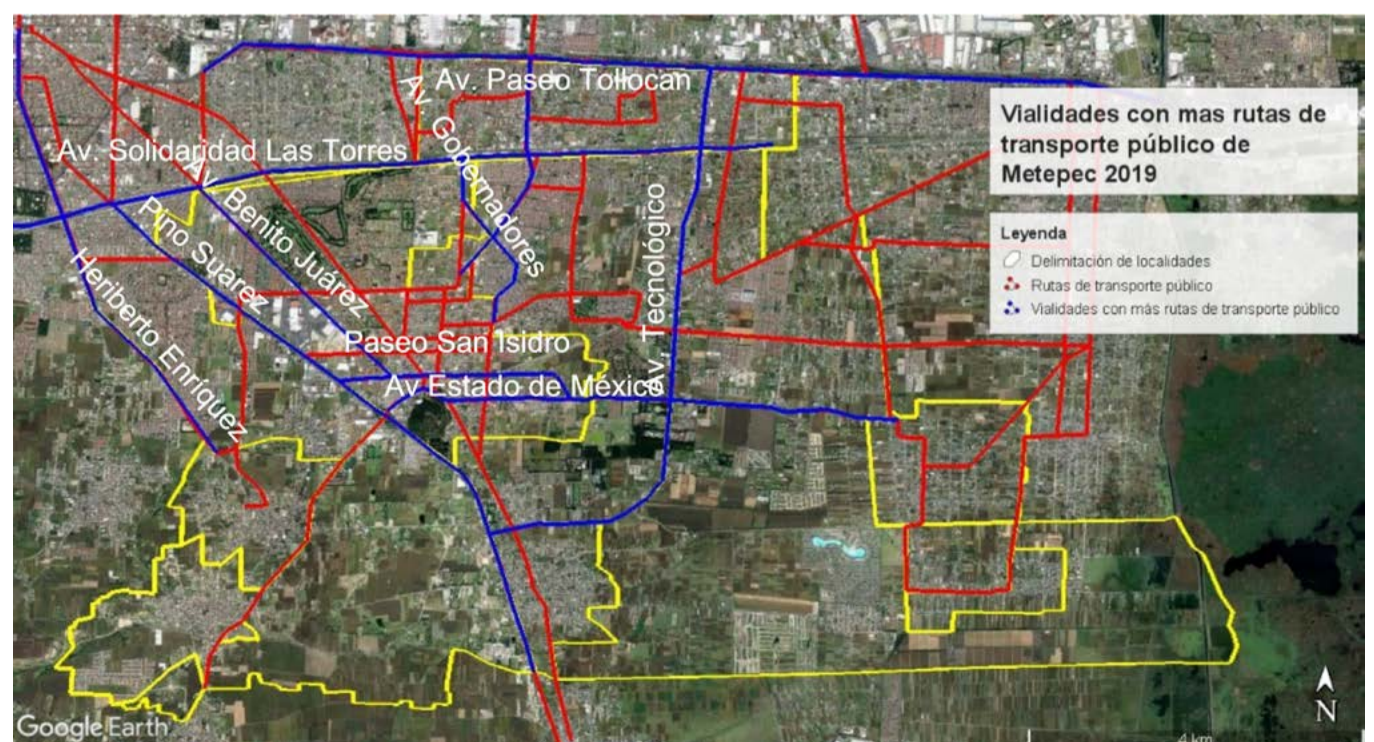 Av. Paseo Tollocan
Av. Gobernadores
Av. Solidaridad Las Torres
Av. Benito Juárez
Pino Suarez
Heriberto Enríquez
Av, Tecnológico
Paseo San Isidro
Av Estado de México
Vialidades con mas rutas de
transporte público de
Metepec 2019
Leyenda
Delimitación de localidades
Rutas de transporte público
Vialidades con más rutas de transporte público
Google Earth
N
4 km